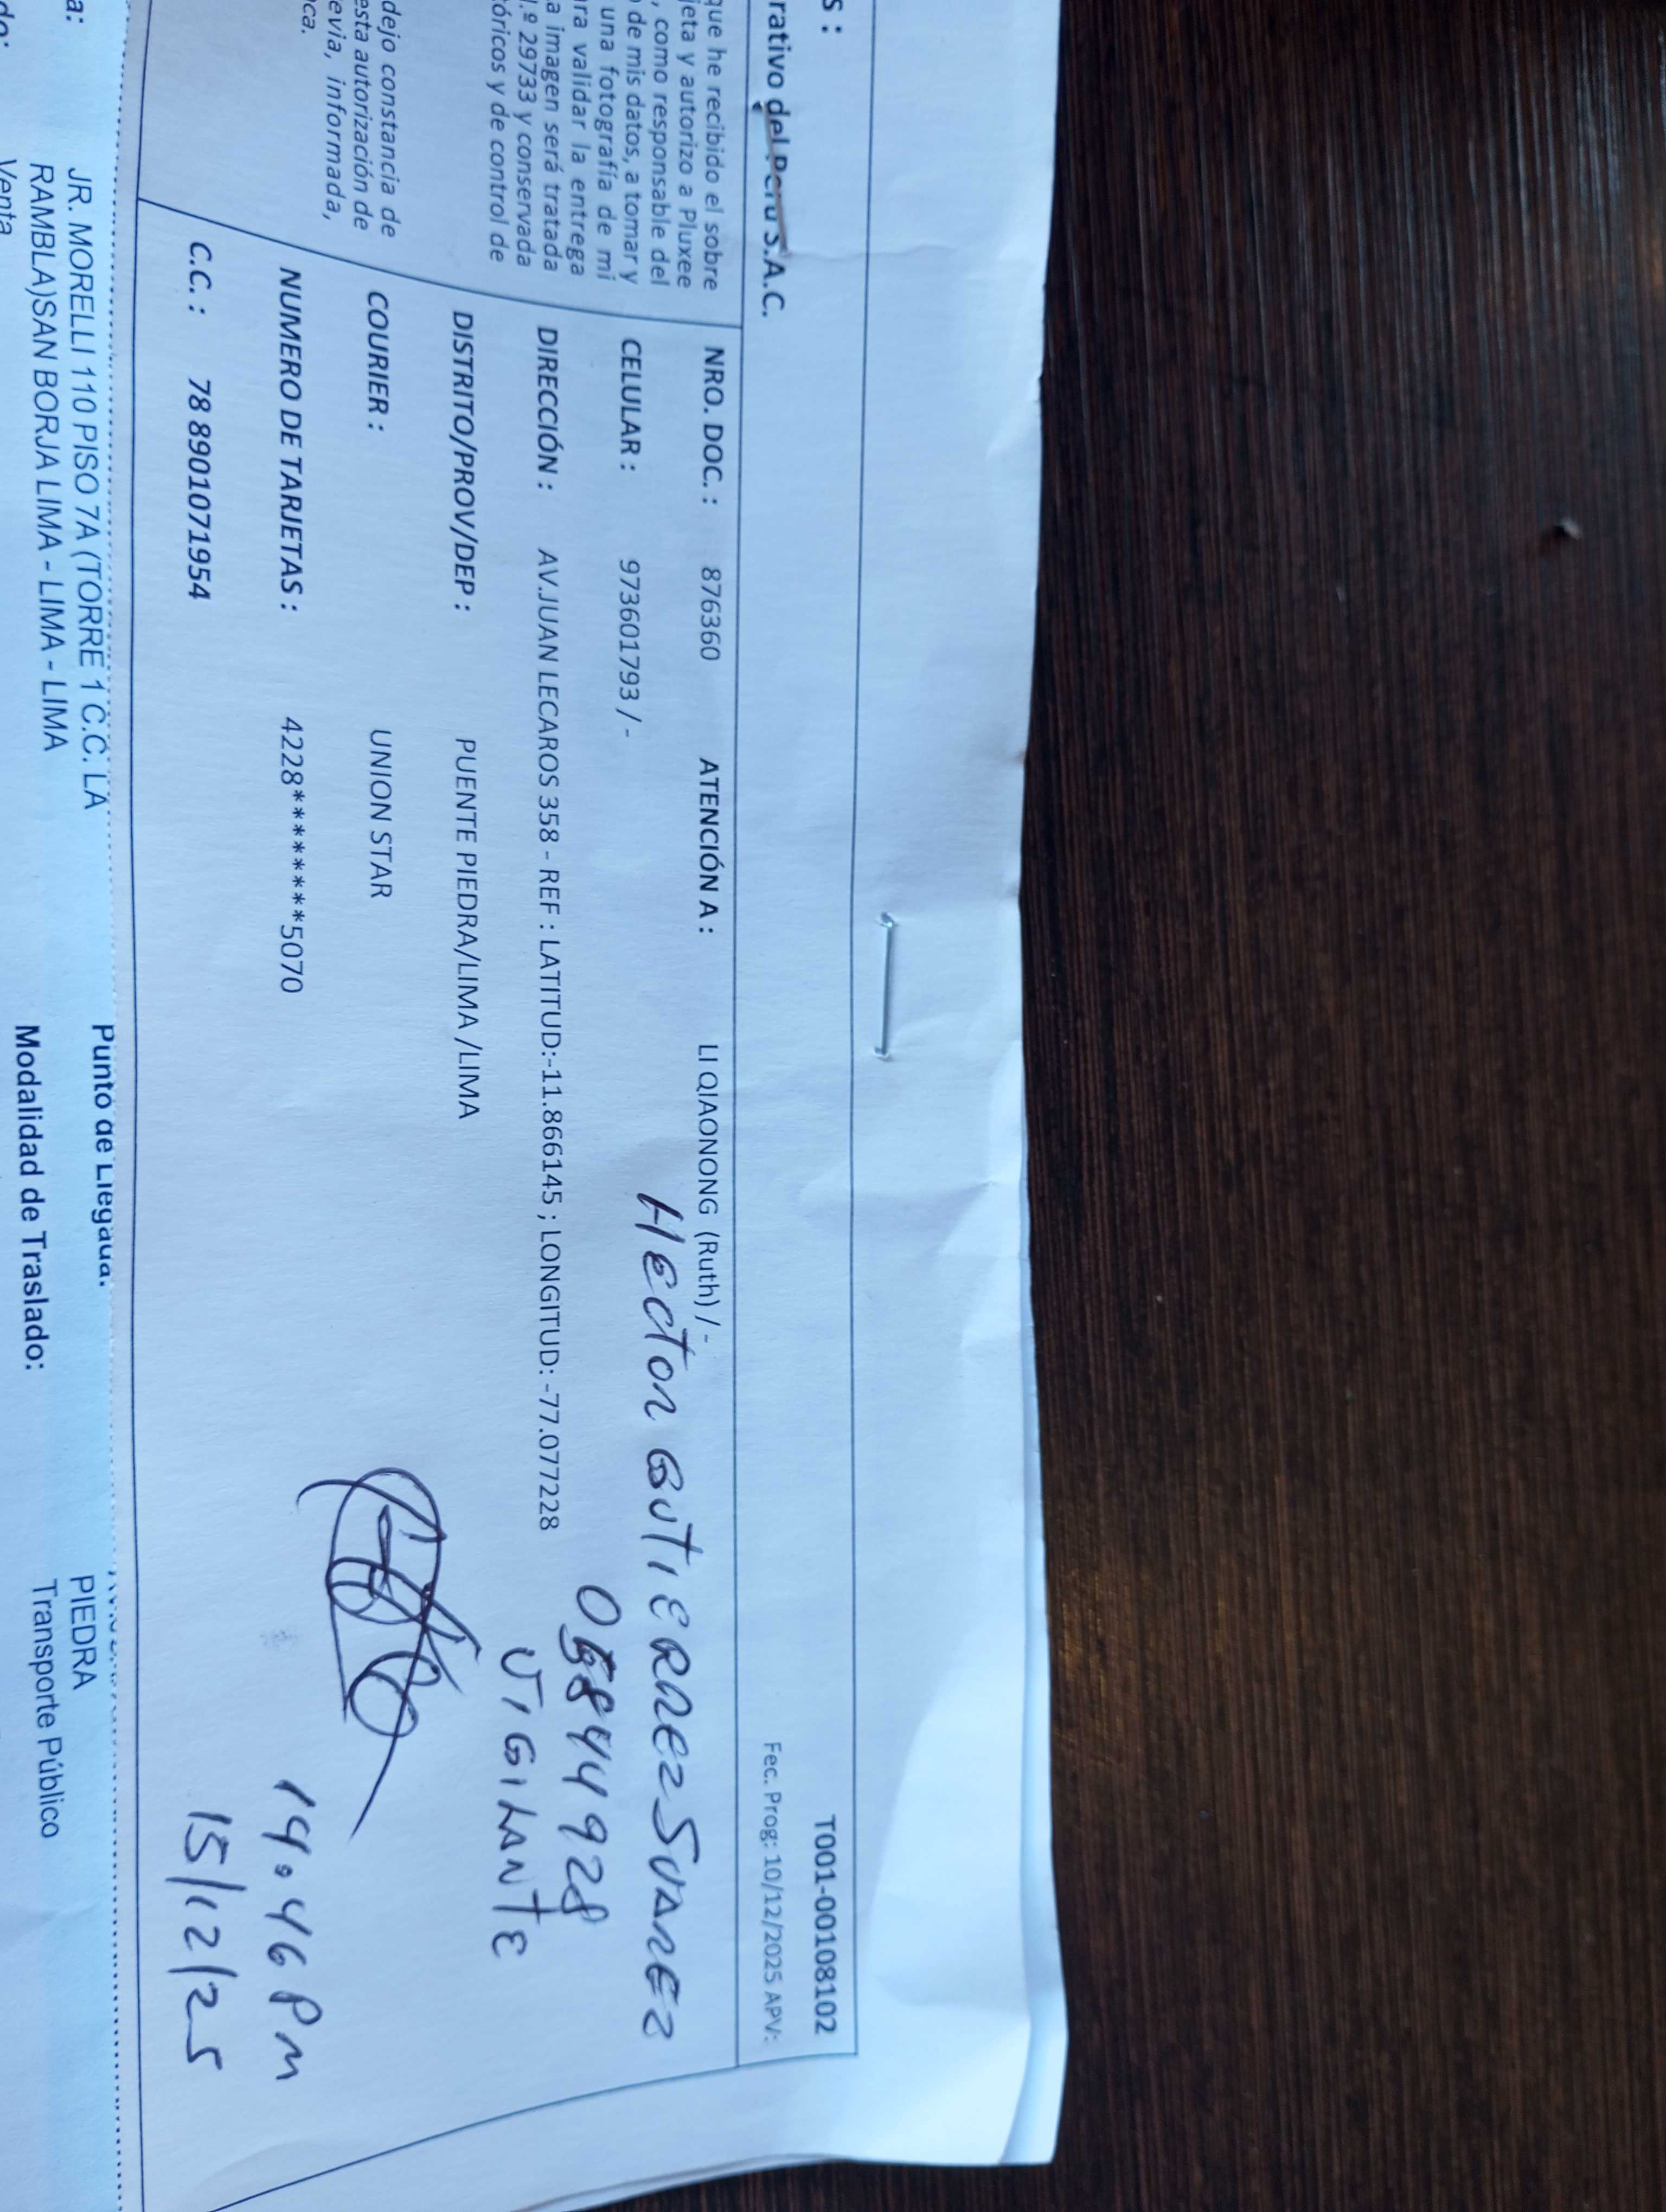 S :
T001-00108102
rativo del Perú S.A.C.
Fec. Prog: 10/12/2025 APV:
que he recibido el sobre
jeta y autorizo a Pluxee
, como responsable del
de mis datos, a tomar y
una fotografía de mi
ra validar la entrega
a imagen será tratada
.º 29733 y conservada
óricos y de control de
dejo constancia de
esta autorización de
evia, informada,
ca.
NRO. DOC. : 876360 ATENCIÓN A : LI QIAONONG (Ruth) / -
CELULAR : 973601793 / -
HECTOR GUTIERREZ SUAREZ
DIRECCIÓN : AV.JUAN LECAROS 358 - REF : LATITUD:-11.866145 ; LONGITUD: -77.077228
VIGILANTE
DISTRITO/PROV/DEP : PUENTE PIEDRA/LIMA /LIMA
COURIER : UNION STAR
NUMERO DE TARJETAS : 4228*********5070
14:46 Pm
C.C. : 78 8901071954
15/12/25
a: JR. MORELLI 110 PISO 7A (TORRE 1 C.C. LA
RAMBLA)SAN BORJA LIMA - LIMA - LIMA
Punto de Llegada:
PIEDRA
Modalidad de Traslado: Transporte Público
do: Venta